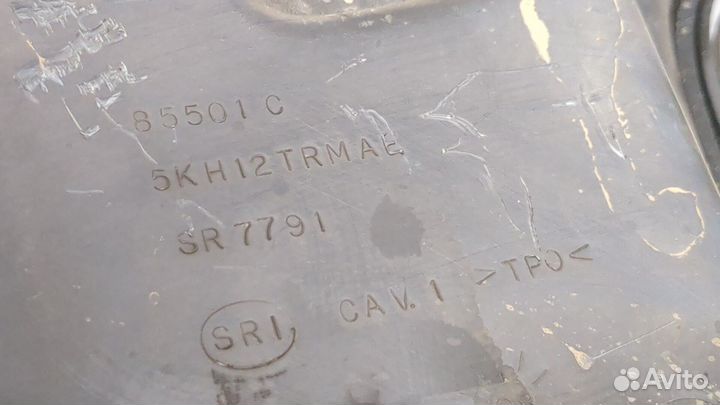 85501C
5KH12TRMAE
SR7791
SRI CAV.1 >TPO<
Avito